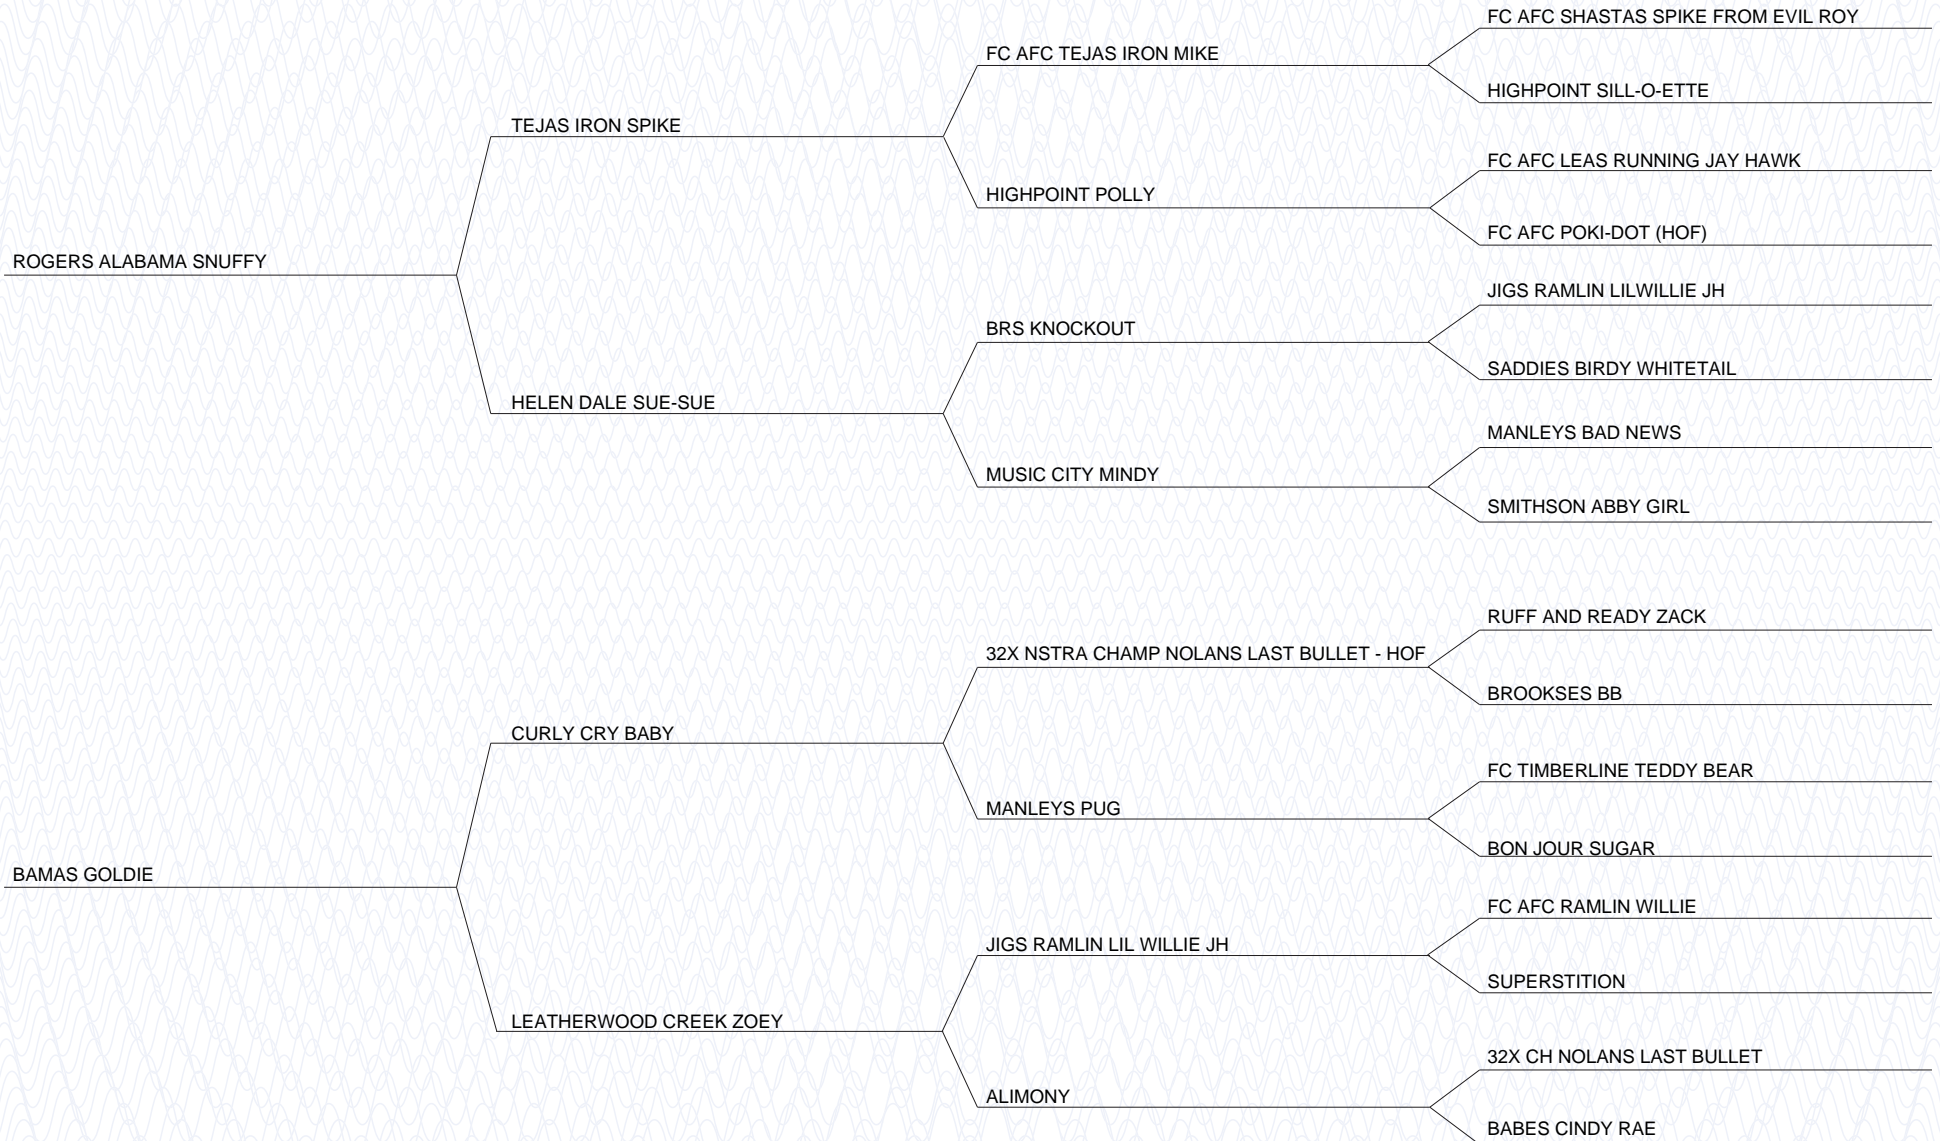 FC AFC SHASTAS SPIKE FROM EVIL ROY
FC AFC TEJAS IRON MIKE
HIGHPOINT SILL-O-ETTE
TEJAS IRON SPIKE
FC AFC LEAS RUNNING JAY HAWK
HIGHPOINT POLLY
FC AFC POKI-DOT (HOF)
ROGERS ALABAMA SNUFFY
JIGS RAMLIN LILWILLIE JH
BRS KNOCKOUT
SADDIES BIRDY WHITETAIL
HELEN DALE SUE-SUE
MANLEYS BAD NEWS
MUSIC CITY MINDY
SMITHSON ABBY GIRL
RUFF AND READY ZACK
32X NSTRA CHAMP NOLANS LAST BULLET - HOF
BROOKSES BB
CURLY CRY BABY
FC TIMBERLINE TEDDY BEAR
MANLEYS PUG
BON JOUR SUGAR
BAMAS GOLDIE
FC AFC RAMLIN WILLIE
JIGS RAMLIN LIL WILLIE JH
SUPERSTITION
LEATHERWOOD CREEK ZOEY
32X CH NOLANS LAST BULLET
ALIMONY
BABES CINDY RAE